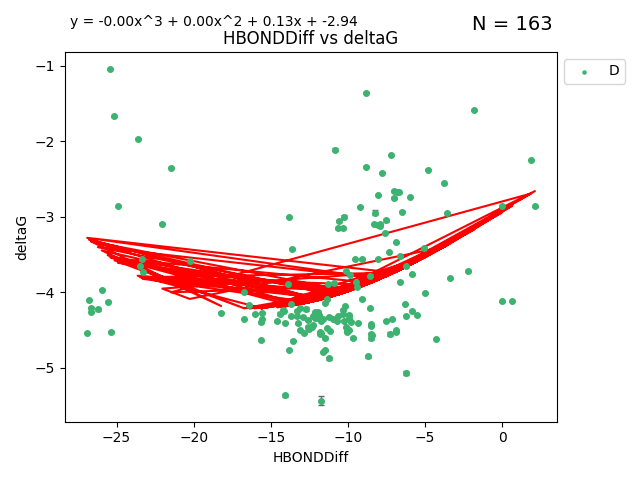 y = -0.00x^3 + 0.00x^2 + 0.13x + -2.94
N = 163
HBONDDiff vs deltaG
D
−1
−2
−3
−4
−5
deltaG
−25
−20
−15
−10
−5
0
HBONDDiff